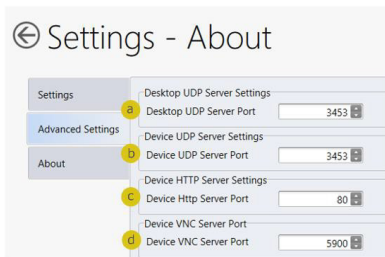 Settings - About
Settings
Advanced Settings
About
Desktop UDP Server Settings
a Desktop UDP Server Port 3453
Device UDP Server Settings
b Device UDP Server Port 3453
Device HTTP Server Settings
c Device Http Server Port 80
Device VNC Server Port
d Device VNC Server Port 5900